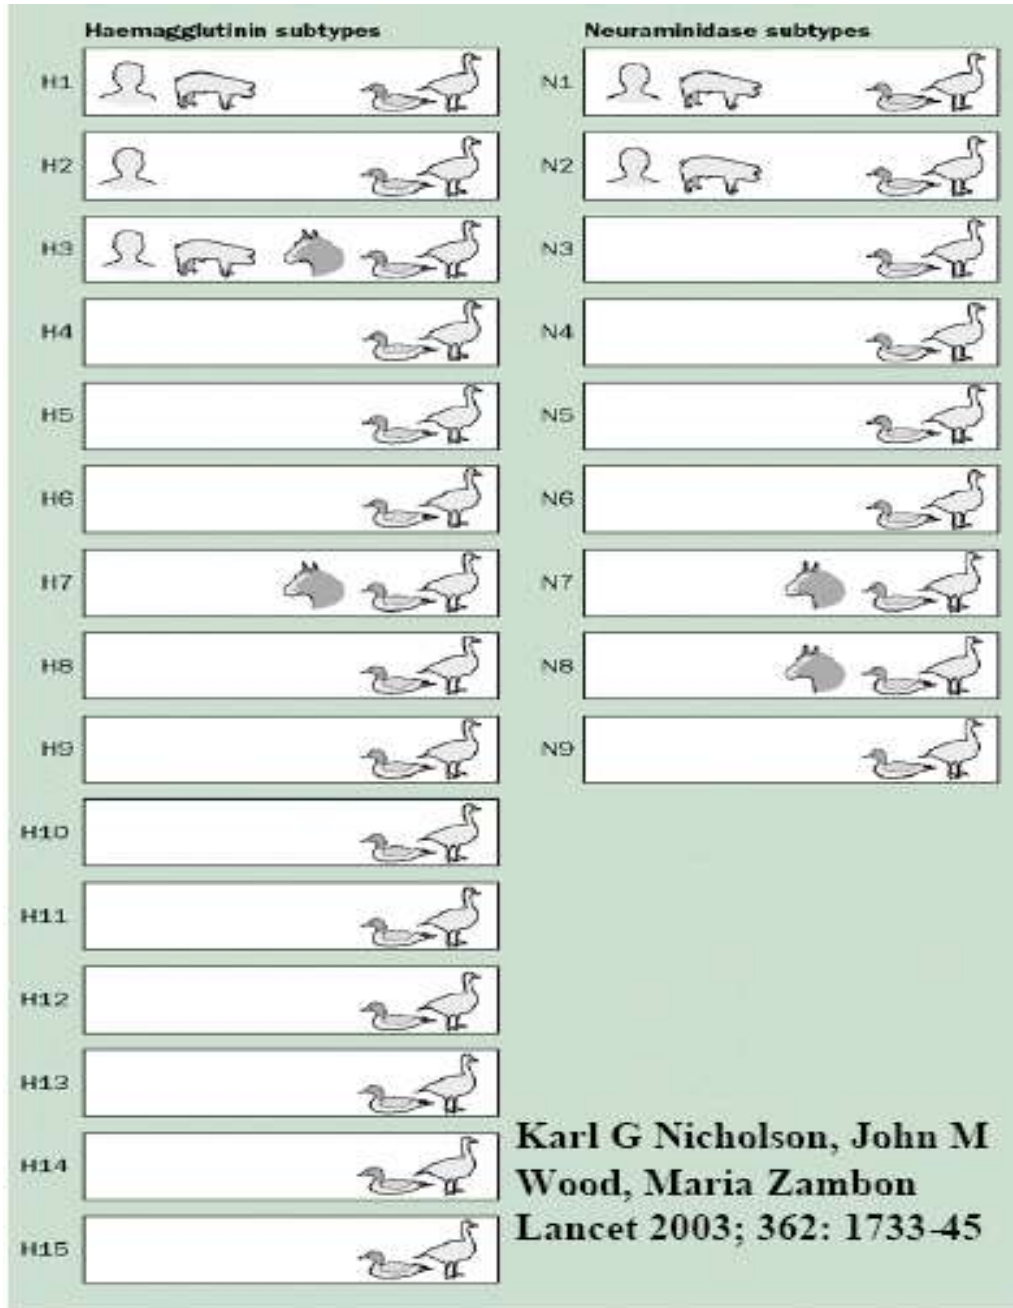 Haemagglutinin subtypes
H1
H2
H3
H4
H5
H6
H7
H8
H9
H10
H11
H12
H13
H14
H15
Neuraminidase subtypes
N1
N2
N3
N4
N5
N6
N7
N8
N9
Karl G Nicholson, John M
Wood, Maria Zambon
Lancet 2003; 362: 1733-45